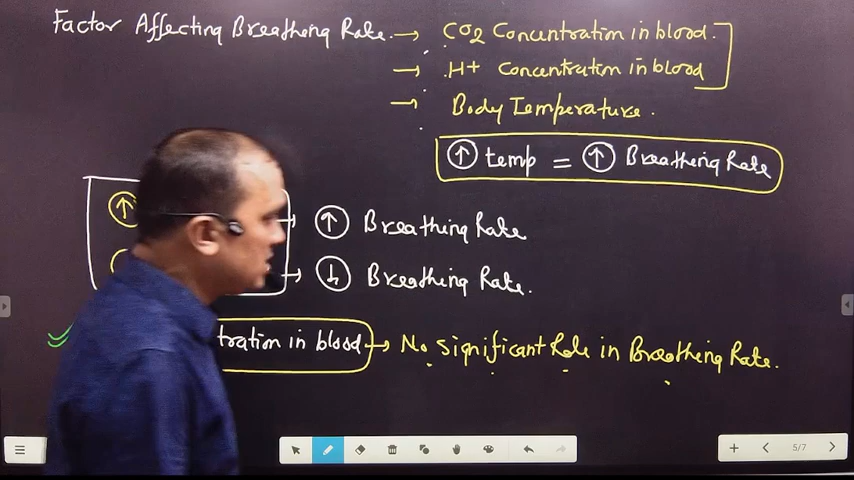 Factor Affecting Breathing Rate. → CO2 Concentration in blood.
→ H+ Concentration in blood
→ Body Temperature.
↑ temp = ↑ Breathing Rate
↑ → ↑ Breathing Rate
→ ↓ Breathing Rate.
tration in blood → No significant Role in Breathing Rate.
5/7